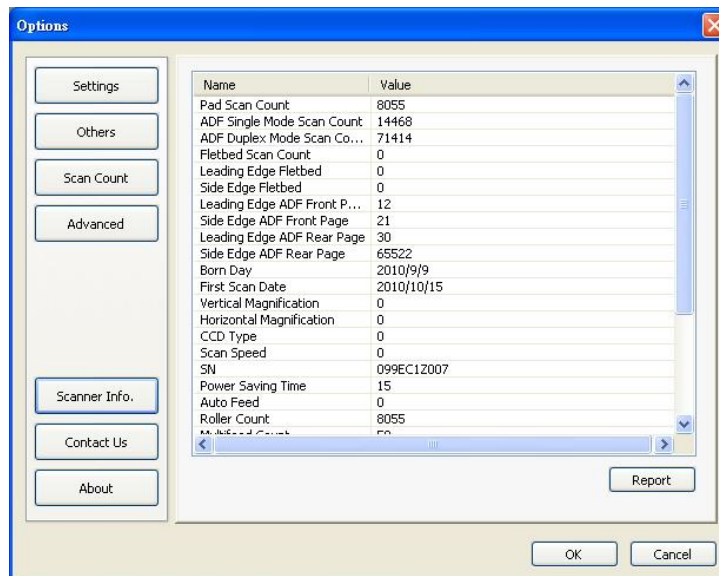 Options
Settings
Others
Scan Count
Advanced
Scanner Info.
Contact Us
About
Name Value
Pad Scan Count 8055
ADF Single Mode Scan Count 14468
ADF Duplex Mode Scan Co... 71414
Fletbed Scan Count 0
Leading Edge Fletbed 0
Side Edge Fletbed 0
Leading Edge ADF Front P... 12
Side Edge ADF Front Page 21
Leading Edge ADF Rear Page 30
Side Edge ADF Rear Page 65522
Born Day 2010/9/9
First Scan Date 2010/10/15
Vertical Magnification 0
Horizontal Magnification 0
CCD Type 0
Scan Speed 0
SN 099EC1Z007
Power Saving Time 15
Auto Feed 0
Roller Count 8055
Multifeed Count
Report
OK Cancel